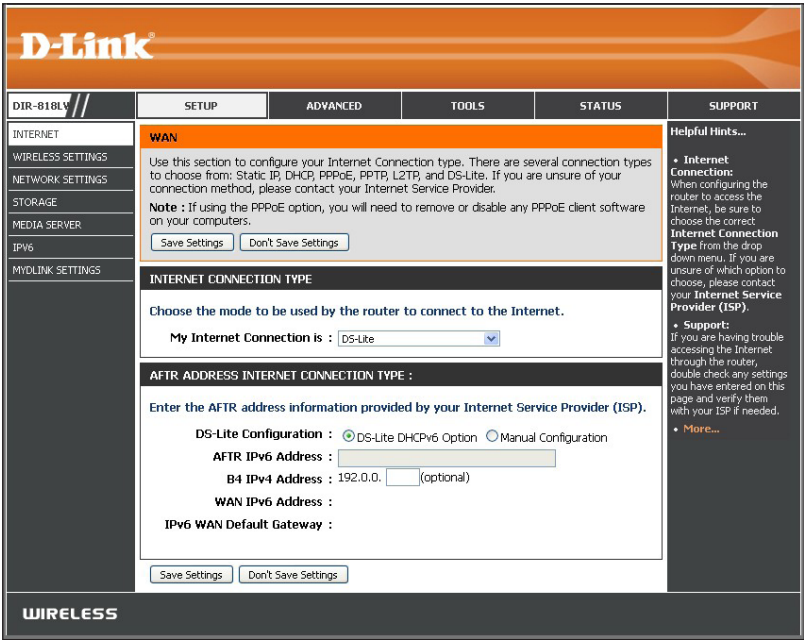 D-Link®
DIR-818LW
SETUP
ADVANCED
TOOLS
STATUS
SUPPORT
INTERNET
WIRELESS SETTINGS
NETWORK SETTINGS
STORAGE
MEDIA SERVER
IPV6
MYDLINK SETTINGS
WAN
Use this section to configure your Internet Connection type. There are several connection types
to choose from: Static IP, DHCP, PPPoE, PPTP, L2TP, and DS-Lite. If you are unsure of your
connection method, please contact your Internet Service Provider.
Note : If using the PPPoE option, you will need to remove or disable any PPPoE client software
on your computers.
Save Settings Don't Save Settings
INTERNET CONNECTION TYPE
Choose the mode to be used by the router to connect to the Internet.
My Internet Connection is : DS-Lite
AFTR ADDRESS INTERNET CONNECTION TYPE :
Enter the AFTR address information provided by your Internet Service Provider (ISP).
DS-Lite Configuration : DS-Lite DHCPv6 Option Manual Configuration
AFTR IPv6 Address :
B4 IPv4 Address : 192.0.0. (optional)
WAN IPv6 Address :
IPv6 WAN Default Gateway :
Save Settings Don't Save Settings
Helpful Hints...
• Internet
Connection:
When configuring the
router to access the
Internet, be sure to
choose the correct
Internet Connection
Type from the drop
down menu. If you are
unsure of which option to
choose, please contact
your Internet Service
Provider (ISP).
• Support:
If you are having trouble
accessing the Internet
through the router,
double check any settings
you have entered on this
page and verify them
with your ISP if needed.
• More...
WIRELESS